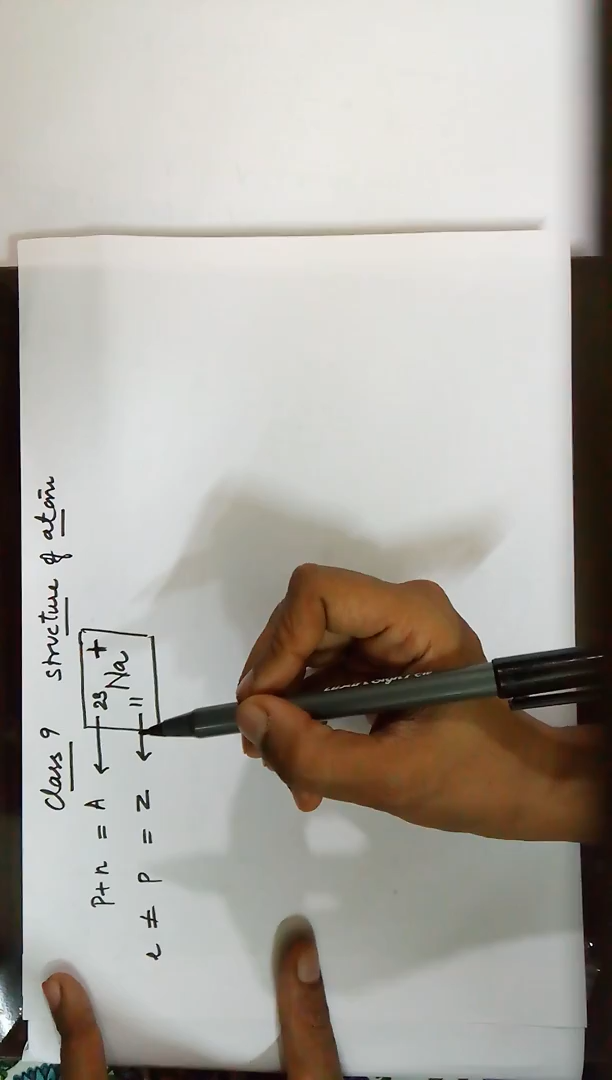 Class 9 structure of atom
P+n = A ← 23 Na +
e ≠ P = Z ← 11